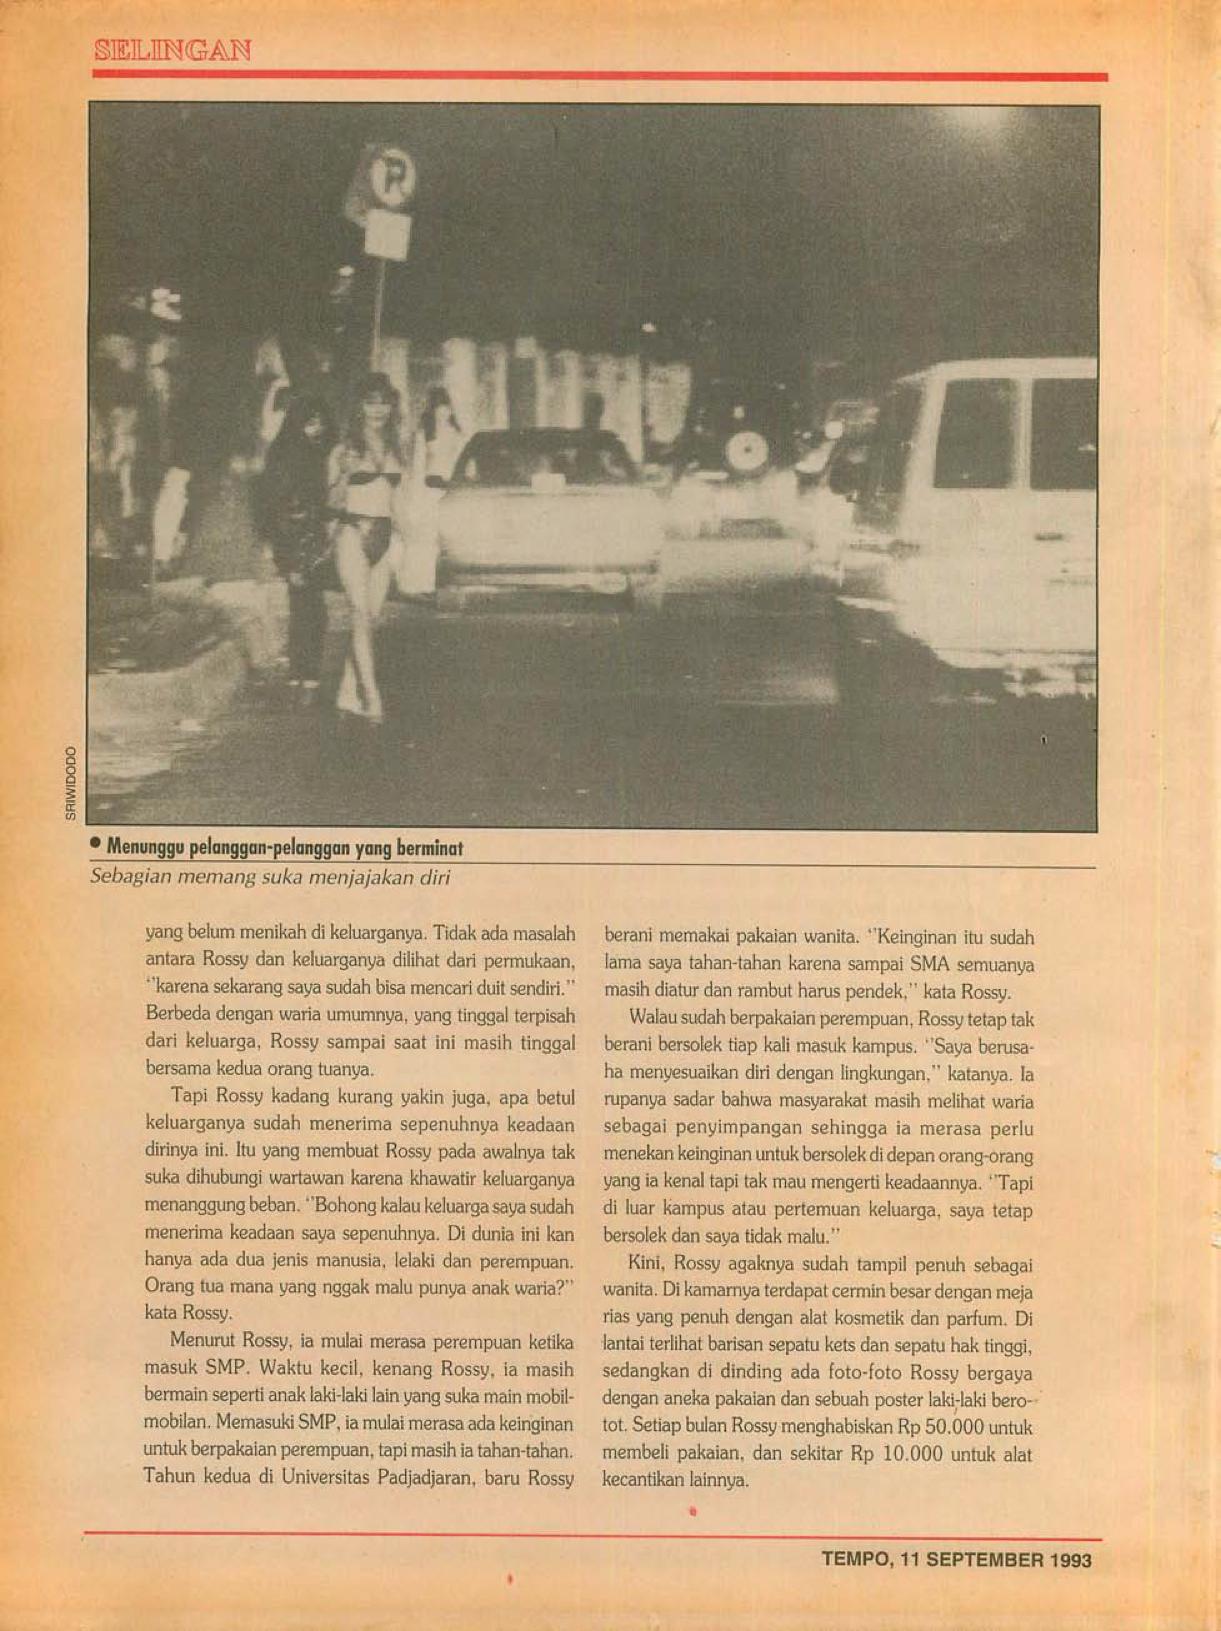 SELINGAN
SRIWIDODO
• Menunggu pelanggan-pelanggan yang berminat
Sebagian memang suka menjajakan diri
yang belum menikah di keluarganya. Tidak ada masalah
antara Rossy dan keluarganya dilihat dari permukaan,
"karena sekarang saya sudah bisa mencari duit sendiri."
Berbeda dengan waria umumnya, yang tinggal terpisah
dari keluarga, Rossy sampai saat ini masih tinggal
bersama kedua orang tuanya.
Tapi Rossy kadang kurang yakin juga, apa betul
keluarganya sudah menerima sepenuhnya keadaan
dirinya ini. Itu yang membuat Rossy pada awalnya tak
suka dihubungi wartawan karena khawatir keluarganya
menanggung beban. "Bohong kalau keluarga saya sudah
menerima keadaan saya sepenuhnya. Di dunia ini kan
hanya ada dua jenis manusia, lelaki dan perempuan.
Orang tua mana yang nggak malu punya anak waria?"
kata Rossy.
Menurut Rossy, ia mulai merasa perempuan ketika
masuk SMP. Waktu kecil, kenang Rossy, ia masih
bermain seperti anak laki-laki lain yang suka main mobil-
mobilan. Memasuki SMP, ia mulai merasa ada keinginan
untuk berpakaian perempuan, tapi masih ia tahan-tahan.
Tahun kedua di Universitas Padjadjaran, baru Rossy
berani memakai pakaian wanita. "Keinginan itu sudah
lama saya tahan-tahan karena sampai SMA semuanya
masih diatur dan rambut harus pendek," kata Rossy.
Walau sudah berpakaian perempuan, Rossy tetap tak
berani bersolek tiap kali masuk kampus. "Saya berusa-
ha menyesuaikan diri dengan lingkungan," katanya. Ia
rupanya sadar bahwa masyarakat masih melihat waria
sebagai penyimpangan sehingga ia merasa perlu
menekan keinginan untuk bersolek di depan orang-orang
yang ia kenal tapi tak mau mengerti keadaannya. "Tapi
di luar kampus atau pertemuan keluarga, saya tetap
bersolek dan saya tidak malu."
Kini, Rossy agaknya sudah tampil penuh sebagai
wanita. Di kamarnya terdapat cermin besar dengan meja
rias yang penuh dengan alat kosmetik dan parfum. Di
lantai terlihat barisan sepatu kets dan sepatu hak tinggi,
sedangkan di dinding ada foto-foto Rossy bergaya
dengan aneka pakaian dan sebuah poster laki-laki bero-
tot. Setiap bulan Rossy menghabiskan Rp 50.000 untuk
membeli pakaian, dan sekitar Rp 10.000 untuk alat
kecantikan lainnya.
TEMPO, 11 SEPTEMBER 1993